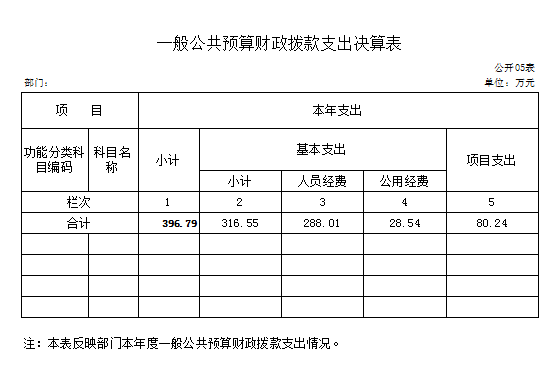 一般公共预算财政拨款支出决算表
公开05表
部门： 单位：万元
项 目 本年支出
功能分类科目编码 科目名称 小计 基本支出 项目支出
小计 人员经费 公用经费
栏次 1 2 3 4 5
合计 396.79 316.55 288.01 28.54 80.24
注：本表反映部门本年度一般公共预算财政拨款支出情况。